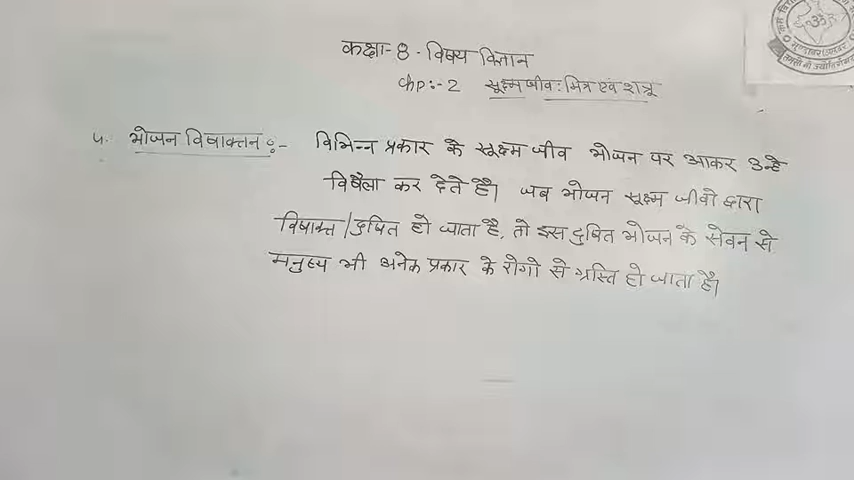 कक्षा-8 - विषय विज्ञान
Chp:-2 सूक्ष्मजीव: मित्र एवं शत्रू
५. भोजन विषाक्तन :- विभिन्न प्रकार के सूक्ष्म जीव भोजन पर आकर उन्हे
विषैला कर देते है। जब भोजन सूक्ष्म जीवो द्वारा
विषाक्त/दुषित हो जाता है, तो इस दुषित भोजन के सेवन से
मनुष्य भी अनेक प्रकार के रोगो से ग्रस्ति हो जाता है।